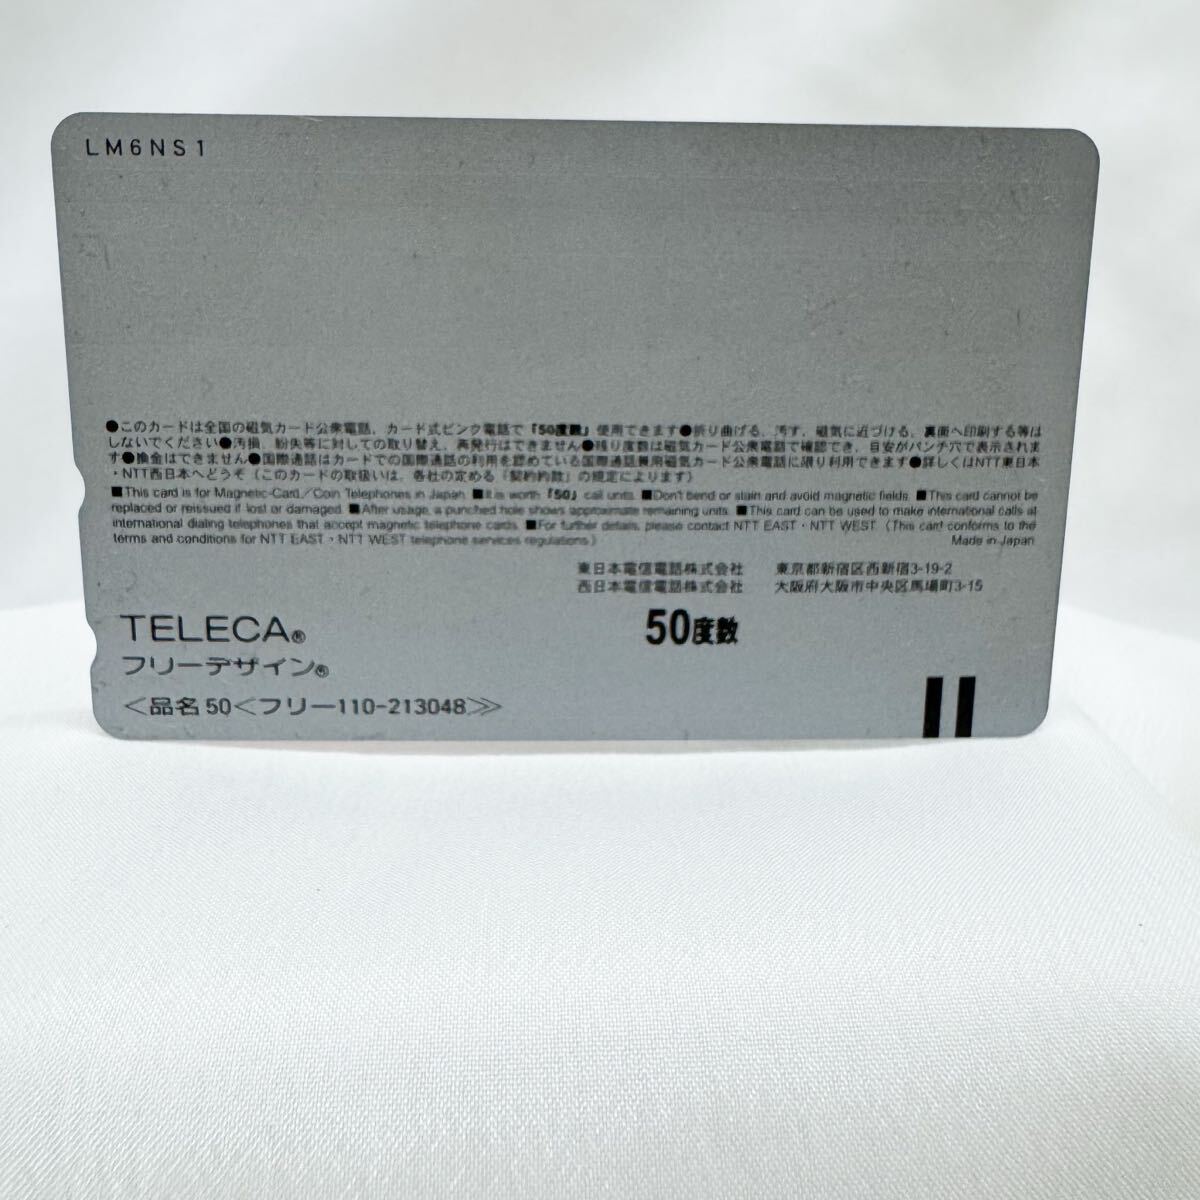 LM6NS1
●このカードは全国の磁気カード公衆電話，カード式ピンク電話で「50度数」使用できます●折り曲げる，汚す，磁気に近づける，裏面へ印刷する等は
しないでください●汚損，紛失等に対しての取り替え，再発行はできません●残り度数は磁気カード公衆電話で確認でき，目安がパンチ穴で表示されま
す●換金はできません●国際通話はカードでの国際通話の利用を認めている国際通話兼用磁気カード公衆電話に限り利用できます●詳しくはNTT東日本
・NTT西日本へどうぞ（このカードの取扱いは，各社の定める「契約約款」の規定によります）
■This card is for Magnetic-Card／Coin Telephones in Japan. ■It is worth「50」call units. ■Don't bend or stain and avoid magnetic fields. ■This card cannot be
replaced or reissued if lost or damaged. ■After usage, a punched hole shows approximate remaining units. ■This card can be used to make international calls at
international dialing telephones that accept magnetic telephone cards. ■For further details, please contact NTT EAST・NTT WEST（This card conforms to the
terms and conditions for NTT EAST・NTT WEST telephone services regulations.） Made in Japan
東日本電信電話株式会社 東京都新宿区西新宿3-19-2
西日本電信電話株式会社 大阪府大阪市中央区馬場町3-15
TELECA® 50度数
フリーデザイン®
＜品名50＜フリー110-213048≫